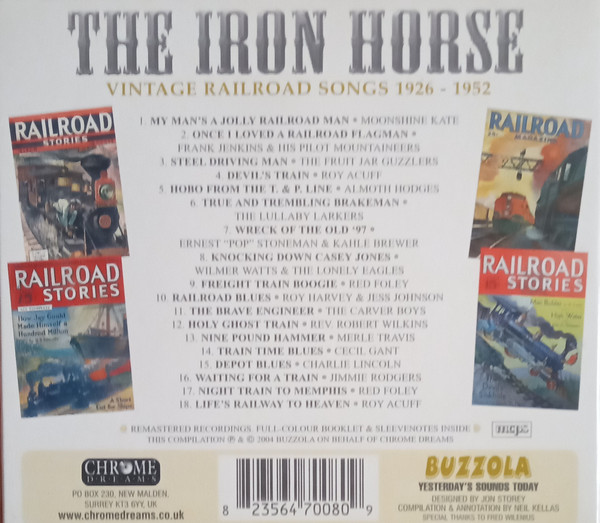 THE IRON HORSE
VINTAGE RAILROAD SONGS 1926 - 1952
1. MY MAN'S A JOLLY RAILROAD MAN • MOONSHINE KATE
2. ONCE I LOVED A RAILROAD FLAGMAN •
FRANK JENKINS & HIS PILOT MOUNTAINEERS
3. STEEL DRIVING MAN • THE FRUIT JAR GUZZLERS
4. DEVIL'S TRAIN • ROY ACUFF
5. HOBO FROM THE T. & P. LINE • ALMOTH HODGES
6. TRUE AND TREMBLING BRAKEMAN •
THE LULLABY LARKERS
7. WRECK OF THE OLD '97 •
ERNEST "POP" STONEMAN & KAHLE BREWER
8. KNOCKING DOWN CASEY JONES •
WILMER WATTS & THE LONELY EAGLES
9. FREIGHT TRAIN BOOGIE • RED FOLEY
10. RAILROAD BLUES • ROY HARVEY & JESS JOHNSON
11. THE BRAVE ENGINEER • THE CARVER BOYS
12. HOLY GHOST TRAIN • REV. ROBERT WILKINS
13. NINE POUND HAMMER • MERLE TRAVIS
14. TRAIN TIME BLUES • CECIL GANT
15. DEPOT BLUES • CHARLIE LINCOLN
16. WAITING FOR A TRAIN • JIMMIE RODGERS
17. NIGHT TRAIN TO MEMPHIS • RED FOLEY
18. LIFE'S RAILWAY TO HEAVEN • ROY ACUFF
RAILROAD
STORIES
RAILROAD
MAGAZINE
RAILROAD
STORIES
How Jay Gould
Made Himself a
Hundred Million
RAILROAD
STORIES
REMASTERED RECORDINGS, FULL-COLOUR BOOKLET & SLEEVENOTES INSIDE
THIS COMPILATION ℗ & © 2004 BUZZOLA ON BEHALF OF CHROME DREAMS
mcps
CHROME
DREAMS
PO BOX 230, NEW MALDEN,
SURREY KT3 6YY, UK
www.chromedreams.co.uk
8 23564 70080 9
BUZZOLA
YESTERDAY'S SOUNDS TODAY
DESIGNED BY JON STOREY
COMPILATION & ANNOTATION BY NEIL KELLAS
SPECIAL THANKS TO FRED WILEMIUS